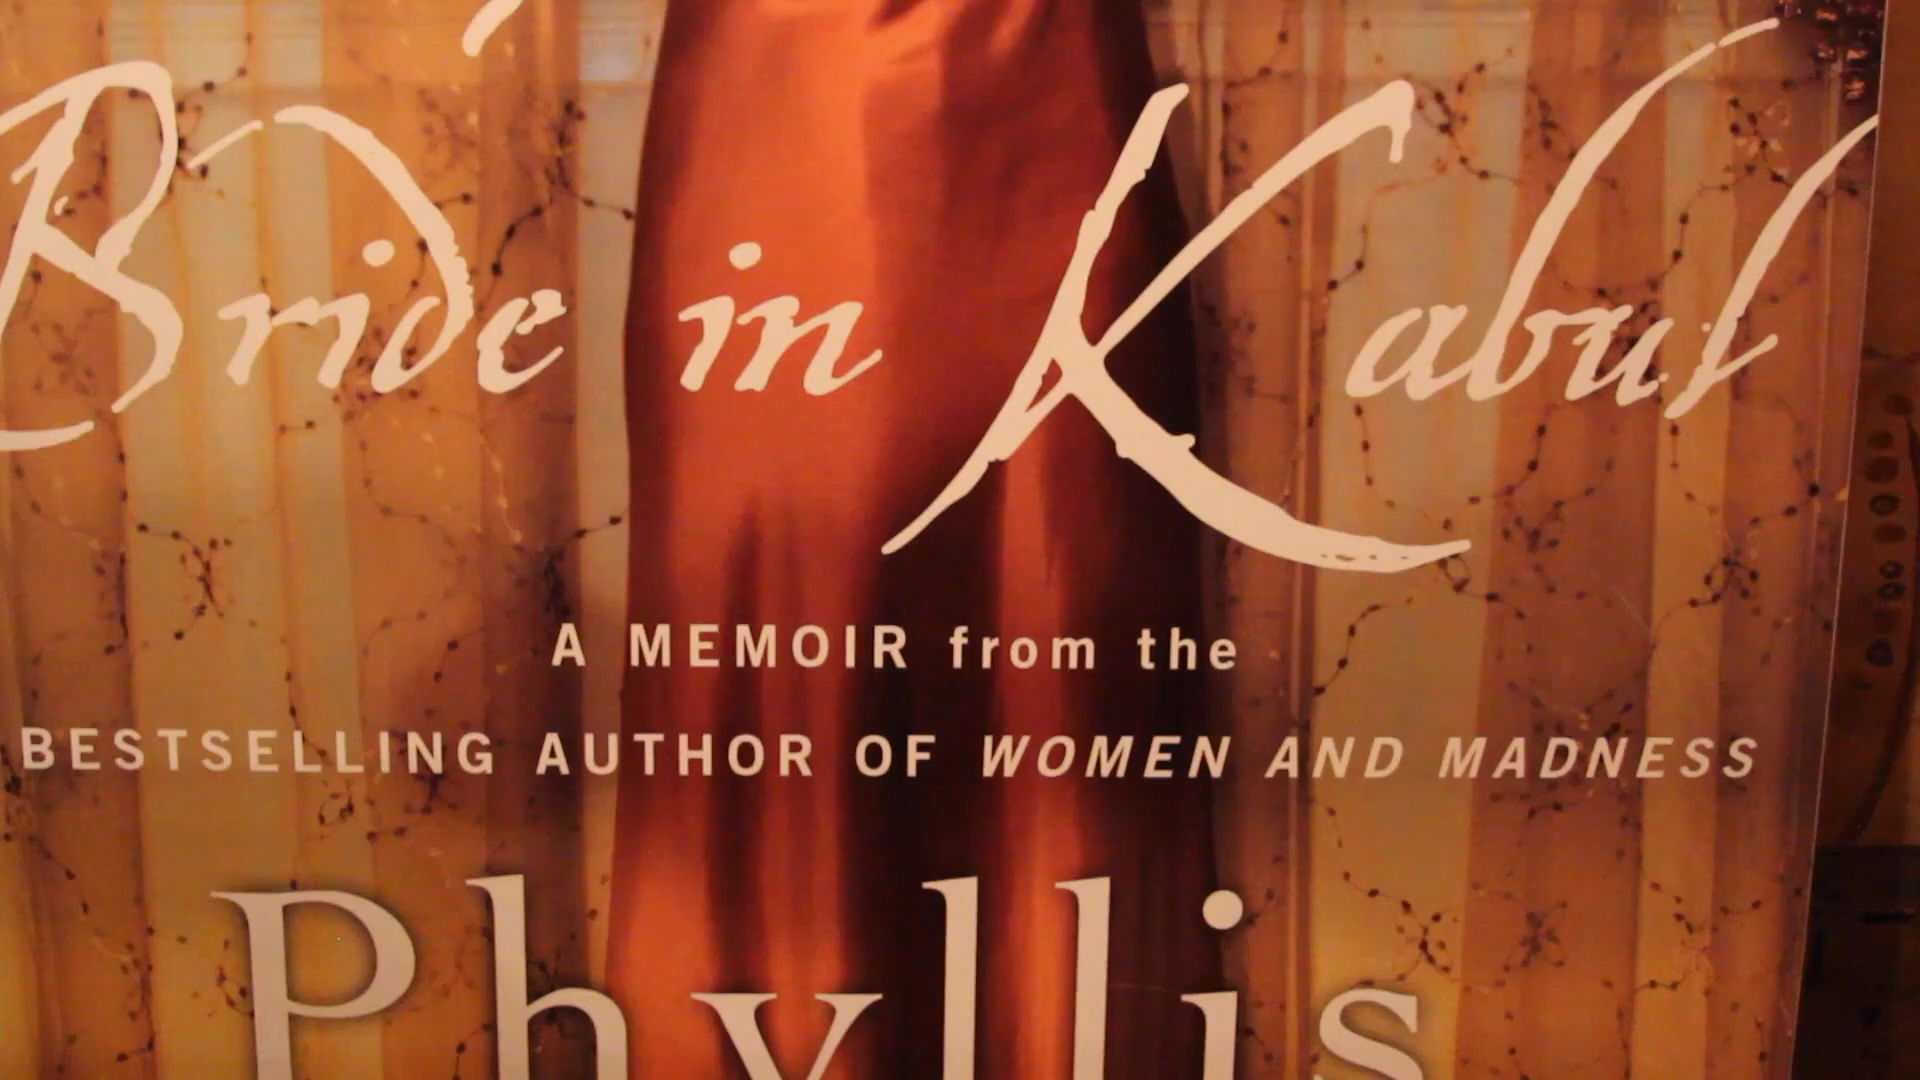 Bride in Kabul
A MEMOIR from the
BESTSELLING AUTHOR OF WOMEN AND MADNESS
Phyllis